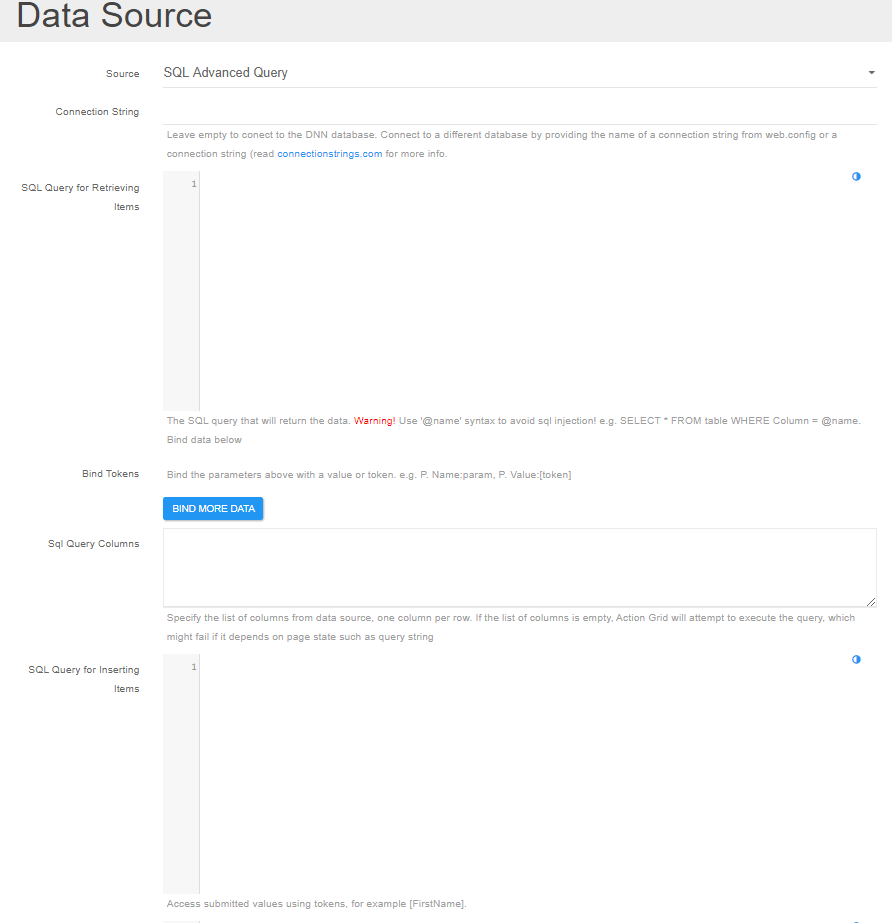 Data Source
Source
SQL Advanced Query
Connection String
Leave empty to conect to the DNN database. Connect to a different database by providing the name of a connection string from web.config or a
connection string (read connectionstrings.com for more info.
SQL Query for Retrieving
Items
1
The SQL query that will return the data. Warning! Use '@name' syntax to avoid sql injection! e.g. SELECT * FROM table WHERE Column = @name.
Bind data below
Bind Tokens
Bind the parameters above with a value or token. e.g. P. Name:param, P. Value:[token]
BIND MORE DATA
Sql Query Columns
Specify the list of columns from data source, one column per row. If the list of columns is empty, Action Grid will attempt to execute the query, which
might fail if it depends on page state such as query string
SQL Query for Inserting
Items
1
Access submitted values using tokens, for example [FirstName].